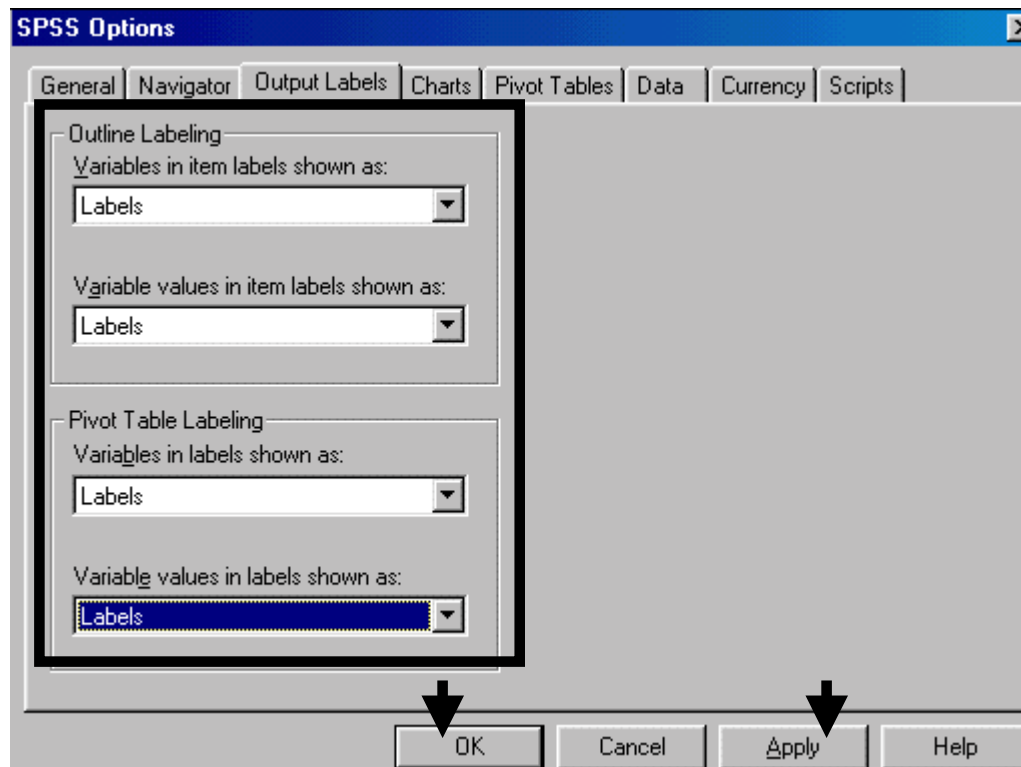 SPSS Options
General Navigator Output Labels Charts Pivot Tables Data Currency Scripts
Outline Labeling
Variables in item labels shown as:
Labels
Variable values in item labels shown as:
Labels
Pivot Table Labeling
Variables in labels shown as:
Labels
Variable values in labels shown as:
Labels
OK Cancel Apply Help